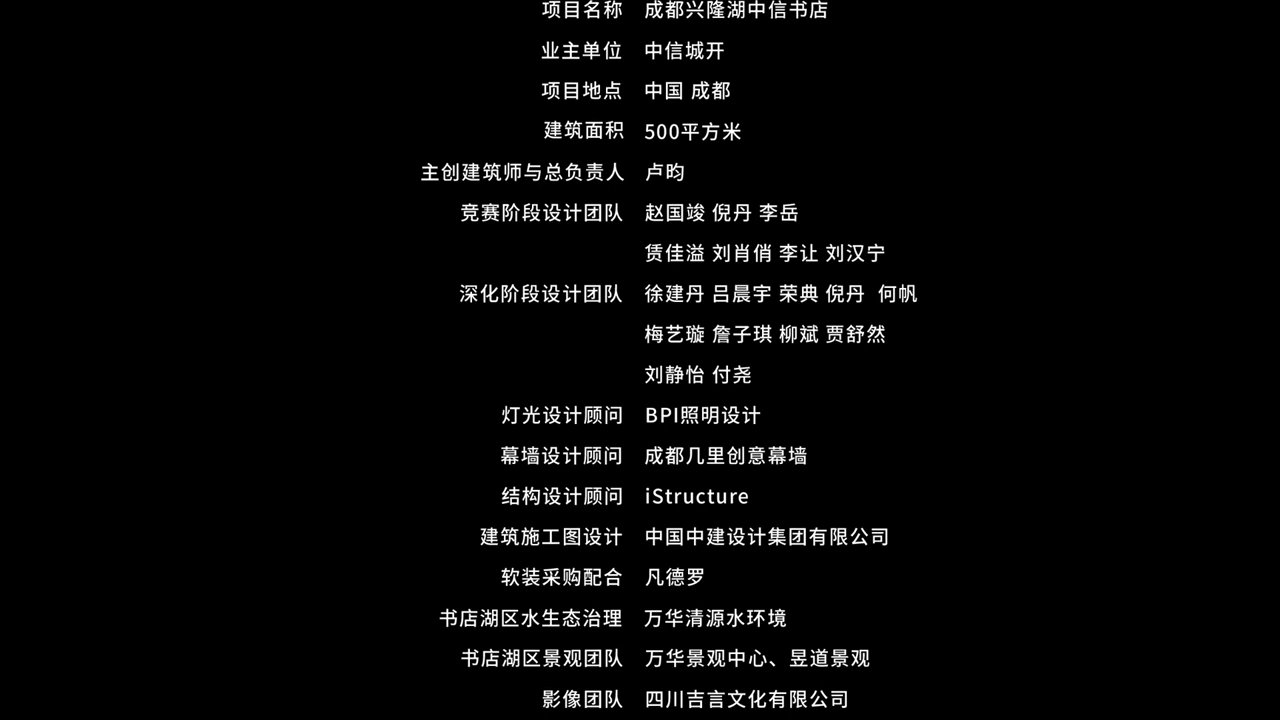 项目名称 成都兴隆湖中信书店
业主单位 中信城开
项目地点 中国 成都
建筑面积 500平方米
主创建筑师与总负责人 卢昀
竞赛阶段设计团队 赵国竣 倪丹 李岳
赁佳溢 刘肖俏 李让 刘汉宁
深化阶段设计团队 徐建丹 吕晨宇 荣典 倪丹 何帆
梅艺璇 詹子琪 柳斌 贾舒然
刘静怡 付尧
灯光设计顾问 BPI照明设计
幕墙设计顾问 成都几里创意幕墙
结构设计顾问 iStructure
建筑施工图设计 中国中建设计集团有限公司
软装采购配合 凡德罗
书店湖区水生态治理 万华清源水环境
书店湖区景观团队 万华景观中心、昱道景观
影像团队 四川吉言文化有限公司